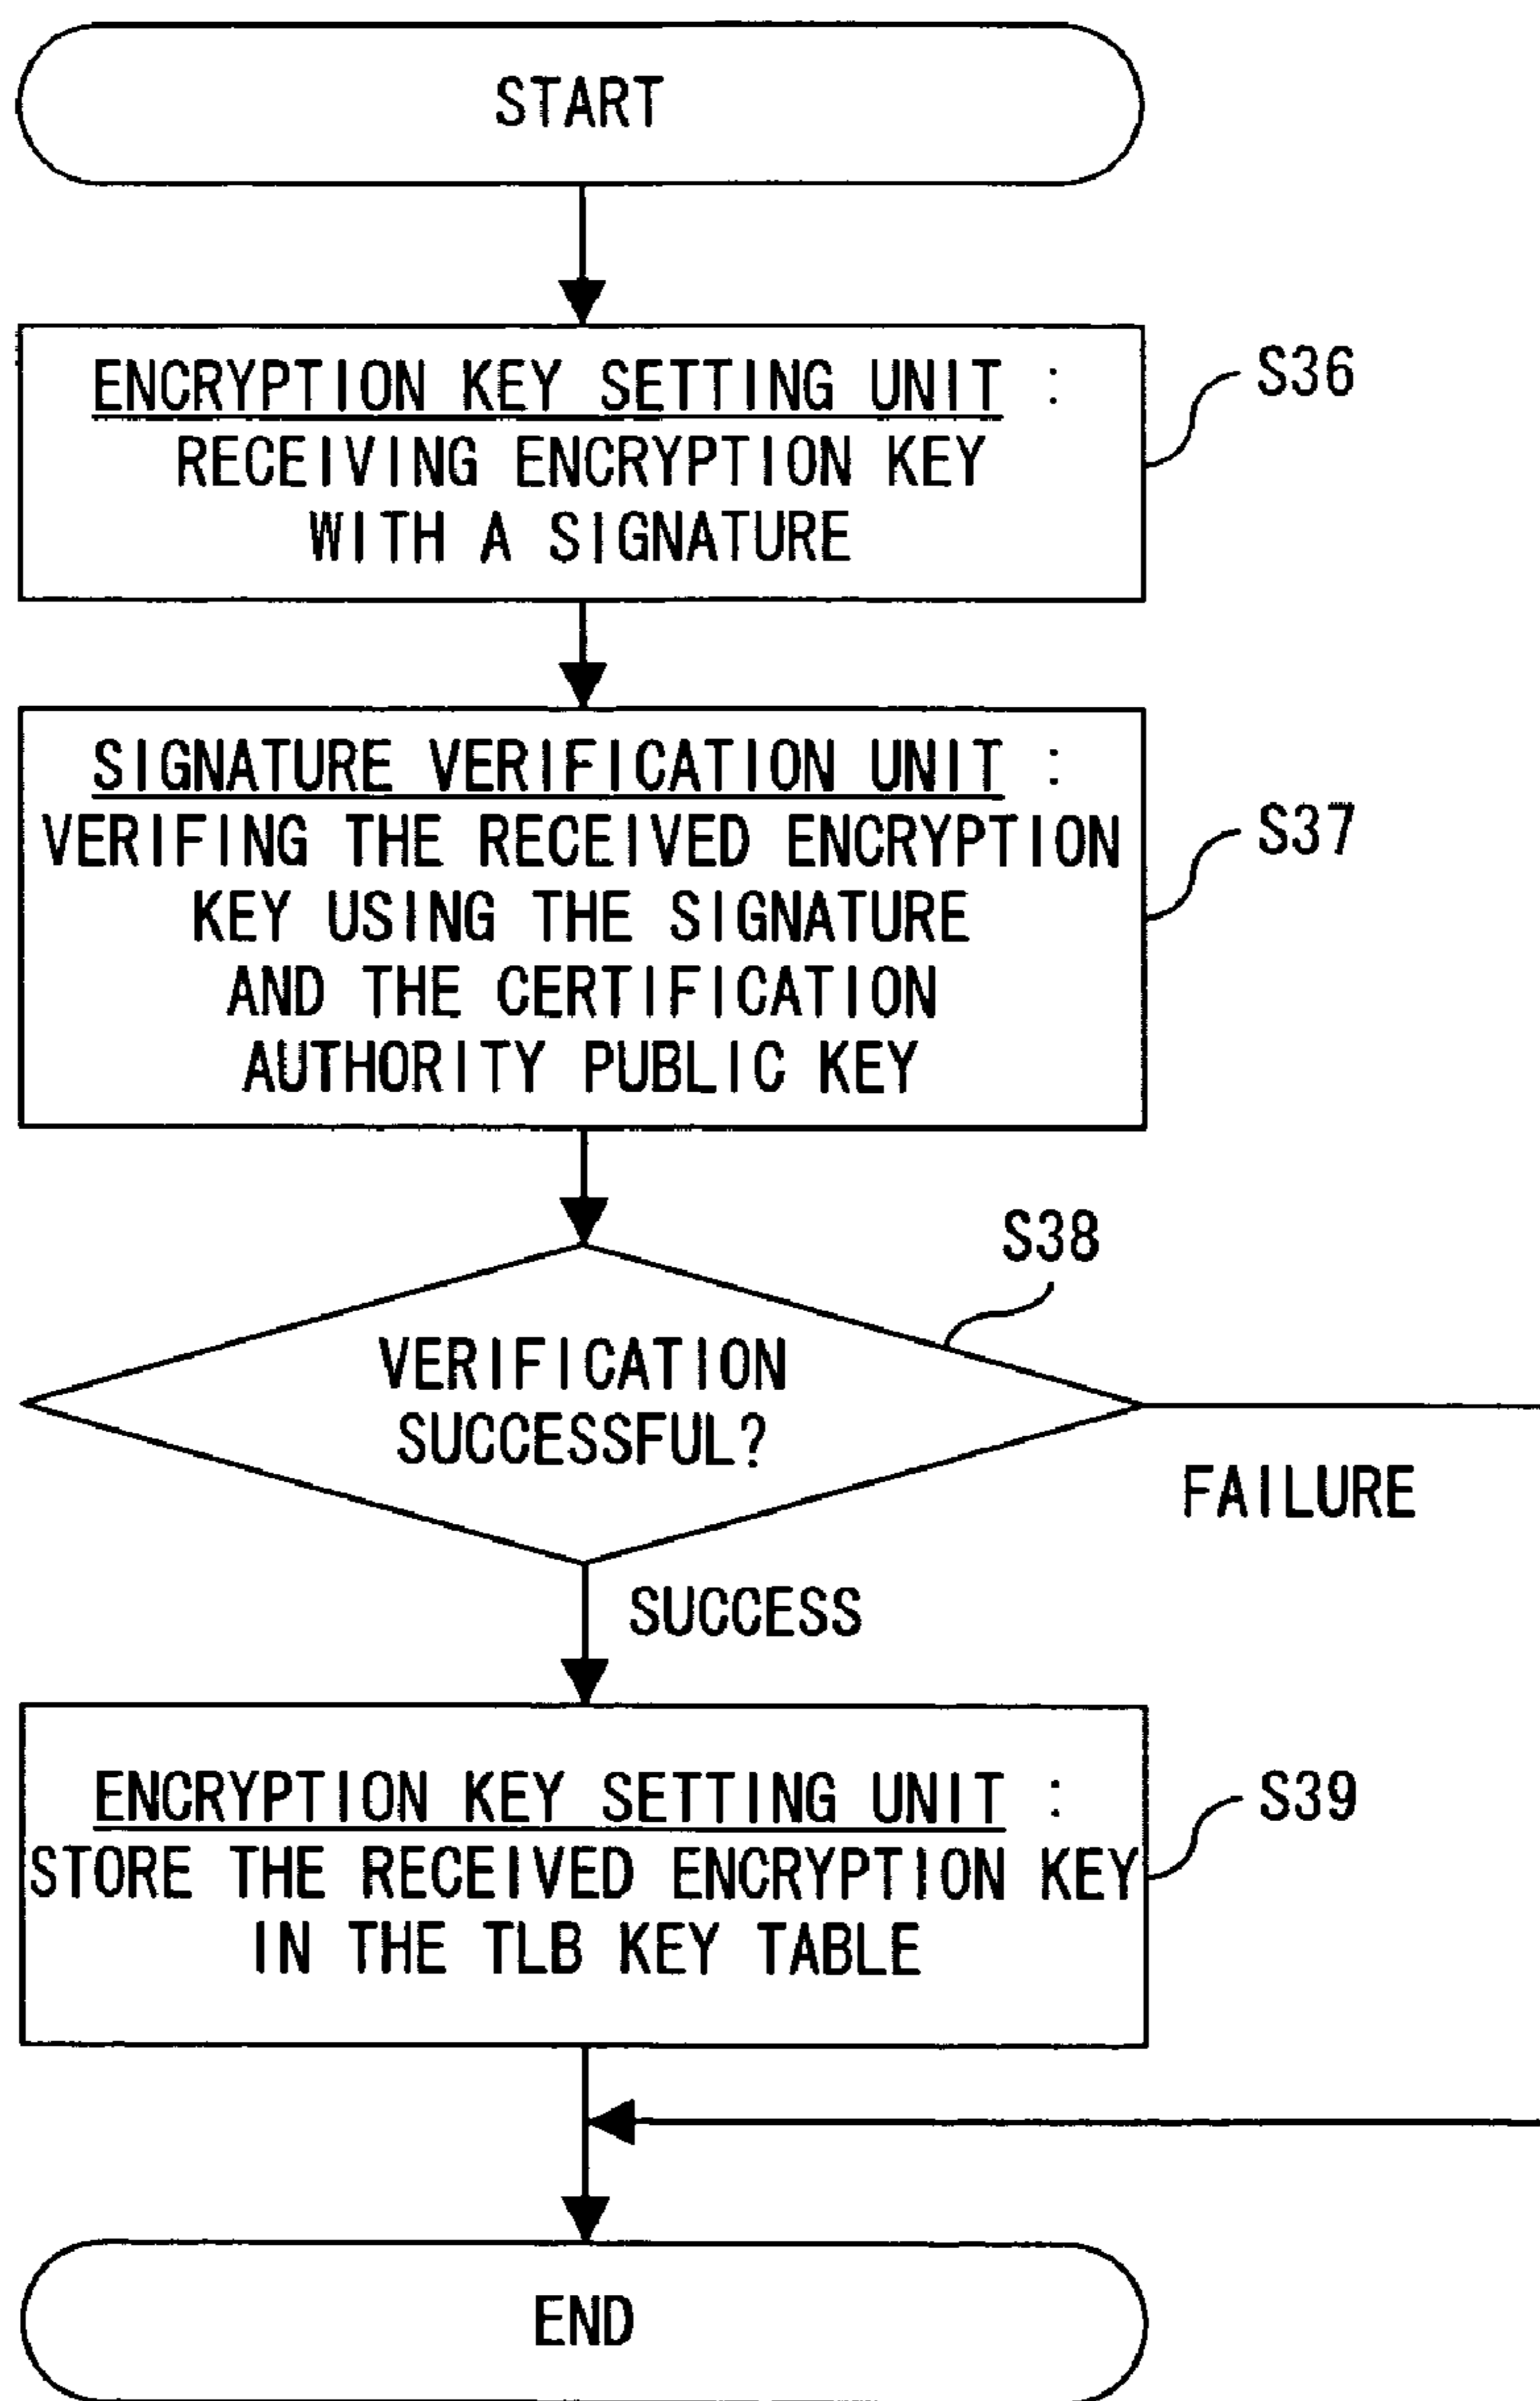 START
ENCRYPTION KEY SETTING UNIT :
RECEIVING ENCRYPTION KEY
WITH A SIGNATURE
S36
SIGNATURE VERIFICATION UNIT :
VERIFING THE RECEIVED ENCRYPTION
KEY USING THE SIGNATURE
AND THE CERTIFICATION
AUTHORITY PUBLIC KEY
S37
S38
VERIFICATION
SUCCESSFUL?
FAILURE
SUCCESS
ENCRYPTION KEY SETTING UNIT :
STORE THE RECEIVED ENCRYPTION KEY
IN THE TLB KEY TABLE
S39
END